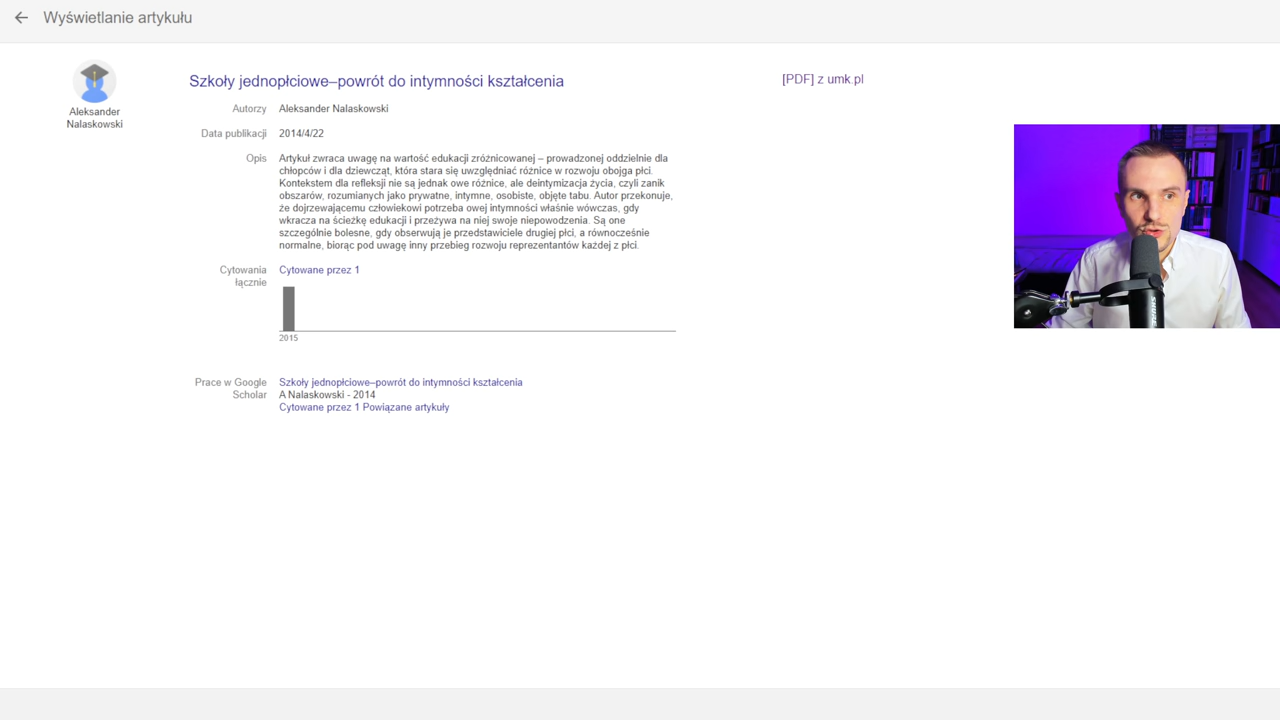 Wyświetlanie artykułu
Aleksander
Nalaskowski
Szkoły jednopłciowe–powrót do intymności kształcenia
[PDF] z umk.pl
Autorzy Aleksander Nalaskowski
Data publikacji 2014/4/22
Opis Artykuł zwraca uwagę na wartość edukacji zróżnicowanej – prowadzonej oddzielnie dla
chłopców i dla dziewcząt, która stara się uwzględniać różnice w rozwoju obojga płci.
Kontekstem dla refleksji nie są jednak owe różnice, ale deintymizacja życia, czyli zanik
obszarów, rozumianych jako prywatne, intymne, osobiste, objęte tabu. Autor przekonuje,
że dojrzewającemu człowiekowi potrzeba owej intymności właśnie wówczas, gdy
wkracza na ścieżkę edukacji i przeżywa na niej swoje niepowodzenia. Są one
szczególnie bolesne, gdy obserwują je przedstawiciele drugiej płci, a równocześnie
normalne, biorąc pod uwagę inny przebieg rozwoju reprezentantów każdej z płci.
Cytowania Cytowane przez 1
łącznie
2015
Prace w Google Szkoły jednopłciowe–powrót do intymności kształcenia
Scholar A Nalaskowski - 2014
Cytowane przez 1 Powiązane artykuły
SHURE